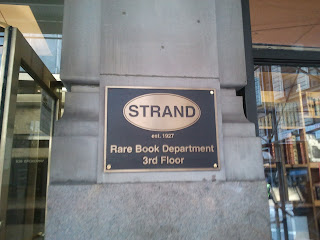 STRAND
est. 1927
Rare Book Department
3rd Floor